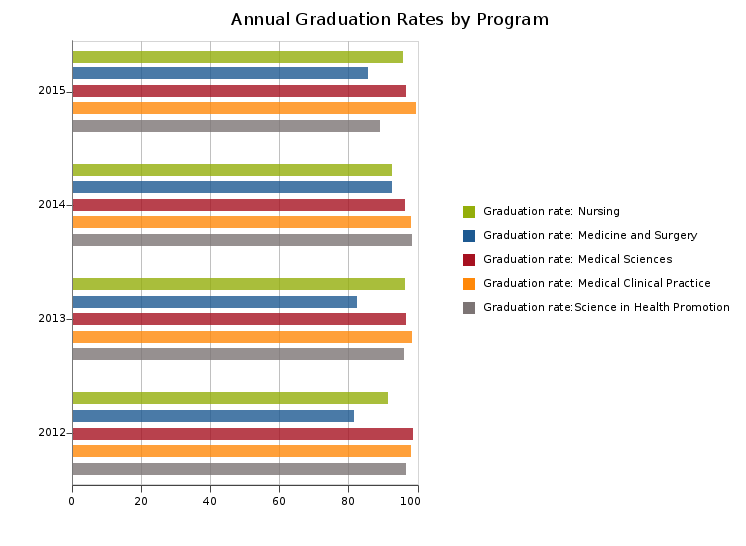 Annual Graduation Rates by Program
2015
2014
2013
2012
0 20 40 60 80 100
Graduation rate: Nursing
Graduation rate: Medicine and Surgery
Graduation rate: Medical Sciences
Graduation rate: Medical Clinical Practice
Graduation rate:Science in Health Promotion